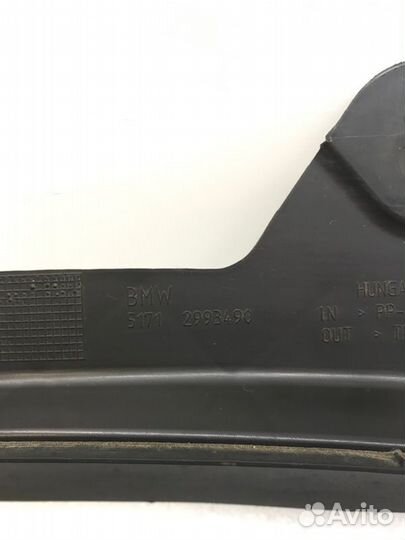 BMW
5171 2993490
HUNGA
IN > PP-
OUT >
Avito